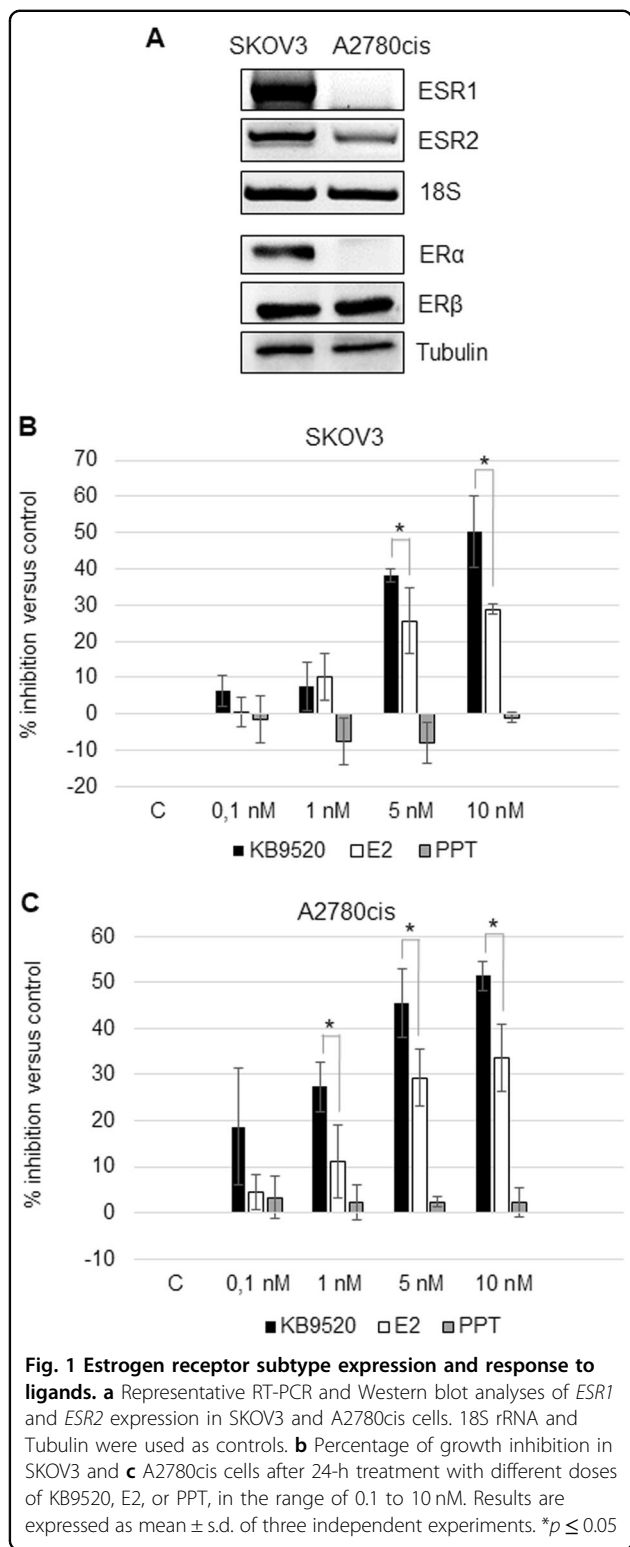 A
SKOV3 A2780cis
ESR1
ESR2
18S
ERα
ERβ
Tubulin
B
SKOV3
% inhibition versus control
70
60
50
40
30
20
10
0
-10
-20
* *
C 0,1 nM 1 nM 5 nM 10 nM
KB9520 E2 PPT
C
A2780cis
% inhibition versus control
60
50
40
30
20
10
0
-10
* * *
C 0,1 nM 1 nM 5 nM 10 nM
KB9520 E2 PPT
Fig. 1 Estrogen receptor subtype expression and response to
ligands. a Representative RT-PCR and Western blot analyses of ESR1
and ESR2 expression in SKOV3 and A2780cis cells. 18S rRNA and
Tubulin were used as controls. b Percentage of growth inhibition in
SKOV3 and c A2780cis cells after 24-h treatment with different doses
of KB9520, E2, or PPT, in the range of 0.1 to 10 nM. Results are
expressed as mean ± s.d. of three independent experiments. *p ≤ 0.05